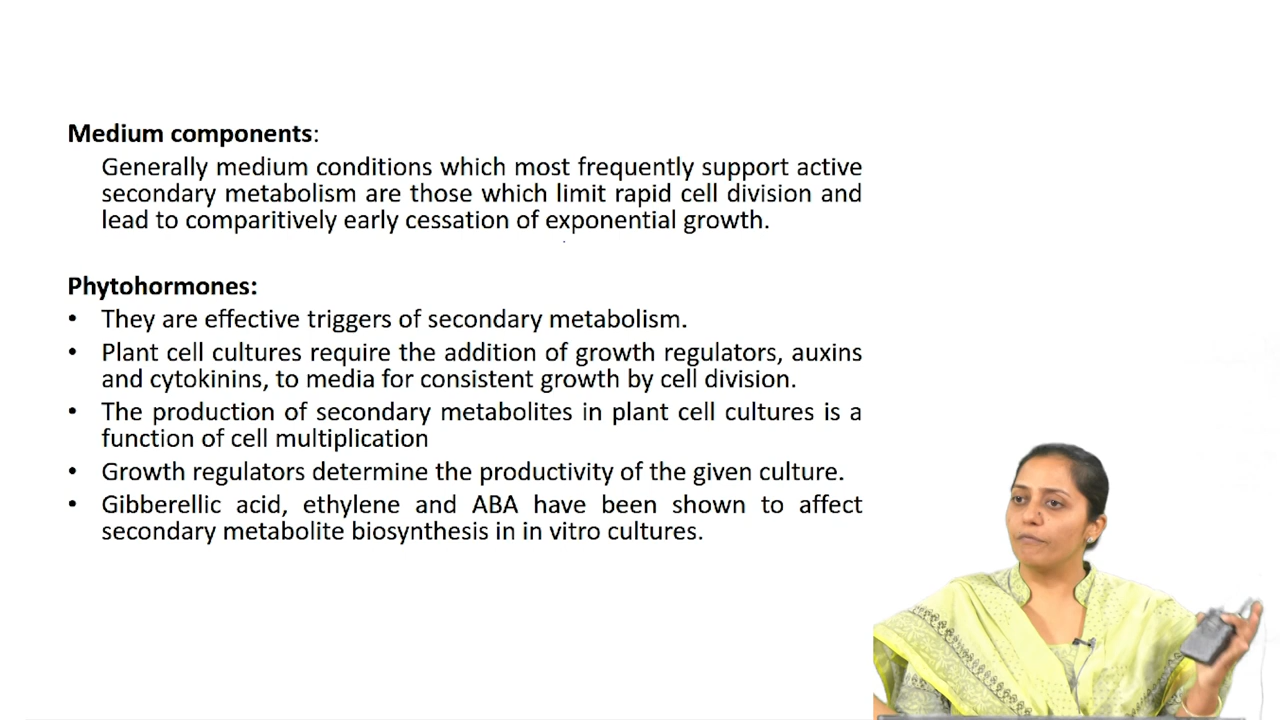 Medium components:
Generally medium conditions which most frequently support active
secondary metabolism are those which limit rapid cell division and
lead to comparitively early cessation of exponential growth.
Phytohormones:
• They are effective triggers of secondary metabolism.
• Plant cell cultures require the addition of growth regulators, auxins
and cytokinins, to media for consistent growth by cell division.
• The production of secondary metabolites in plant cell cultures is a
function of cell multiplication
• Growth regulators determine the productivity of the given culture.
• Gibberellic acid, ethylene and ABA have been shown to affect
secondary metabolite biosynthesis in in vitro cultures.